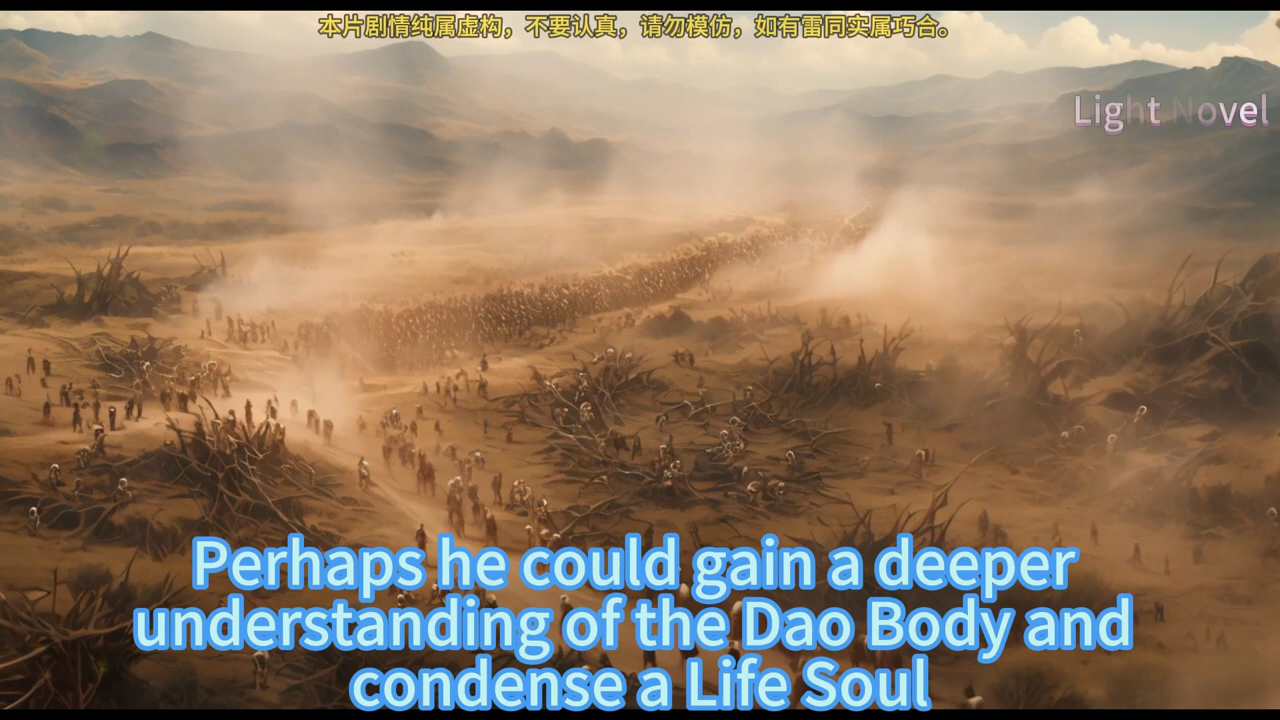 本片剧情纯属虚构，不要认真，请勿模仿，如有雷同实属巧合。
Light Novel
Perhaps he could gain a deeper
understanding of the Dao Body and
condense a Life Soul